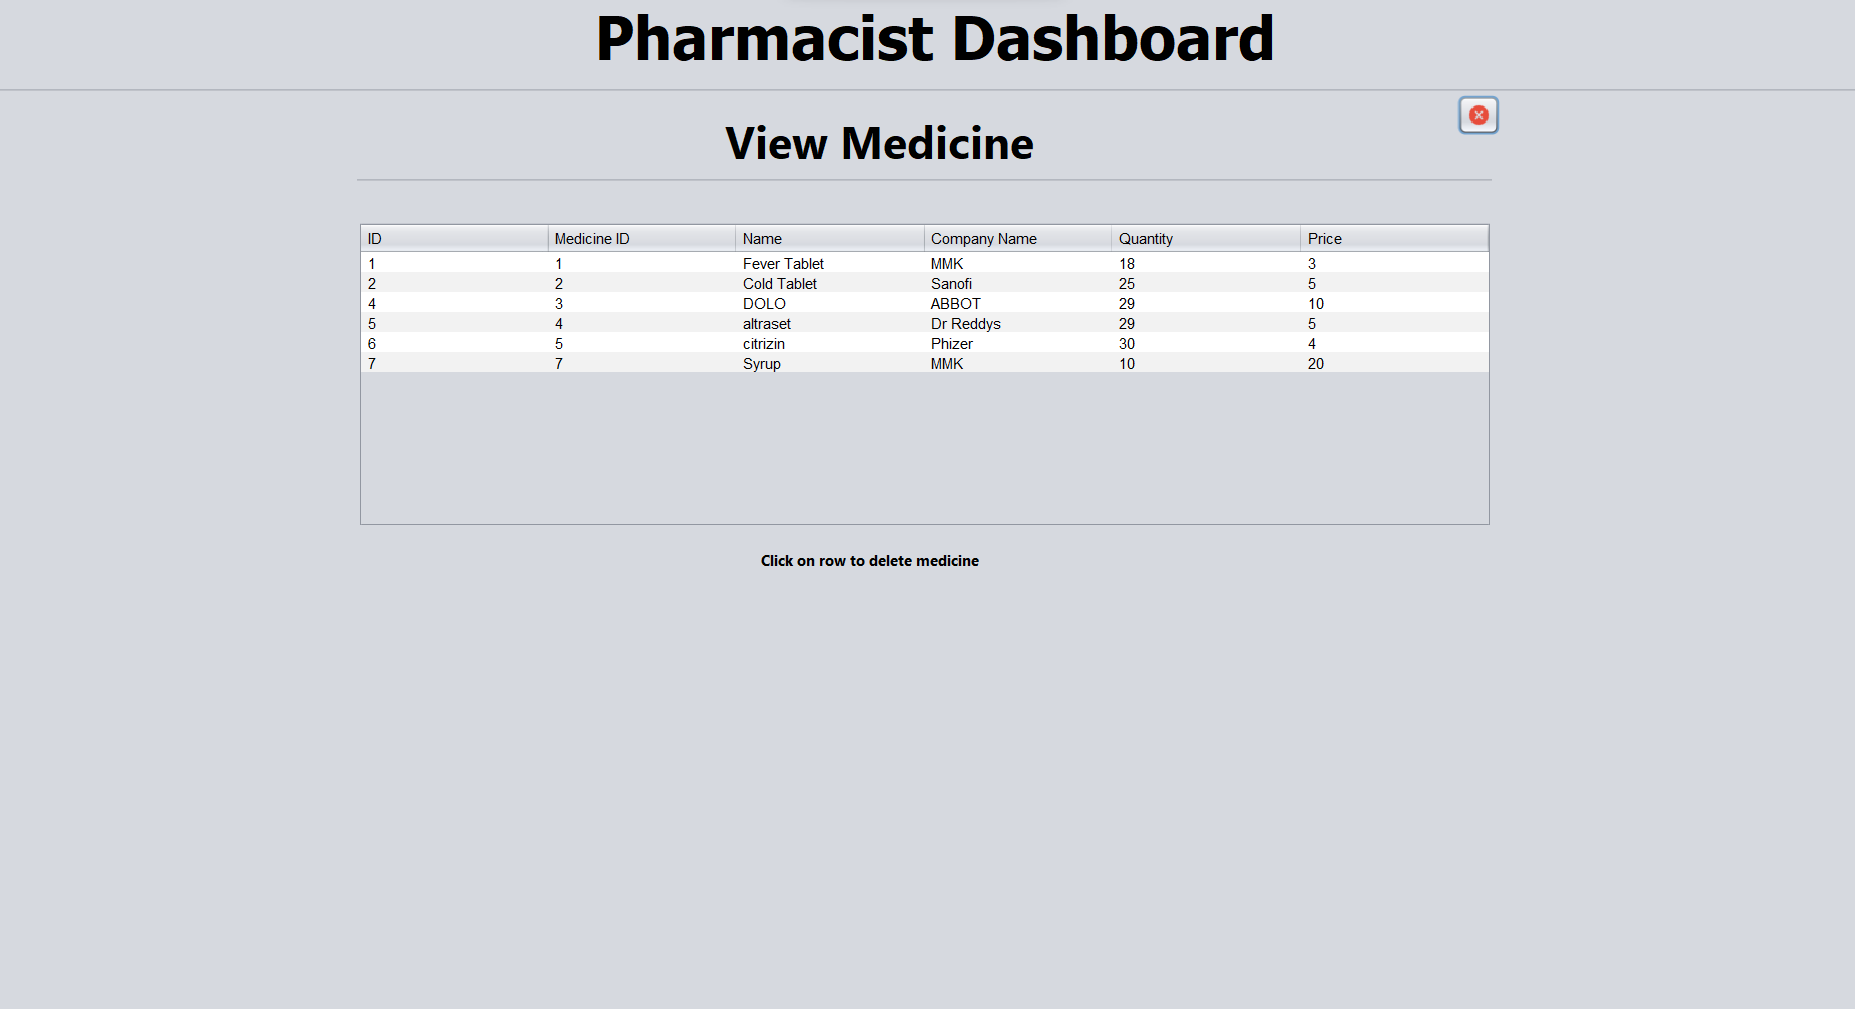 Pharmacist Dashboard
View Medicine
ID Medicine ID Name Company Name Quantity Price
1 1 Fever Tablet MMK 18 3
2 2 Cold Tablet Sanofi 25 5
4 3 DOLO ABBOT 29 10
5 4 altraset Dr Reddys 29 5
6 5 citrizin Phizer 30 4
7 7 Syrup MMK 10 20
Click on row to delete medicine